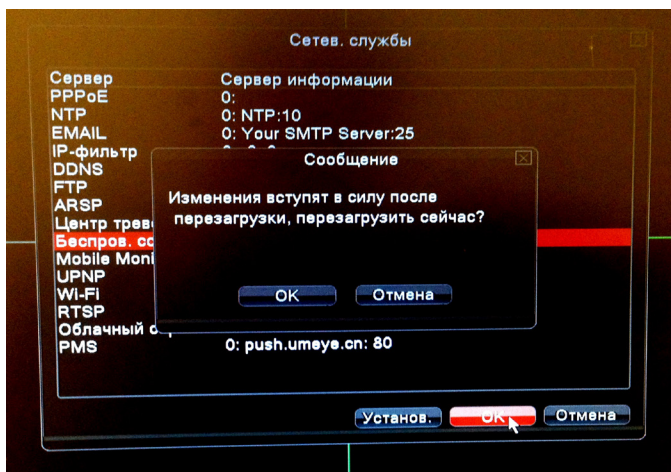 Сетев. службы
Сервер Сервер информации
PPPoE 0:
NTP 0: NTP:10
EMAIL 0: Your SMTP Server:25
IP-фильтр
DDNS
FTP
ARSP
Центр
Беспров.
Mobile
UPNP
Wi-Fi
RTSP
Облачный
PMS 0: push.umeye.cn: 80
Сообщение
Изменения вступят в силу после
перезагрузки, перезагрузить сейчас?
OK Отмена
Установ. OK Отмена